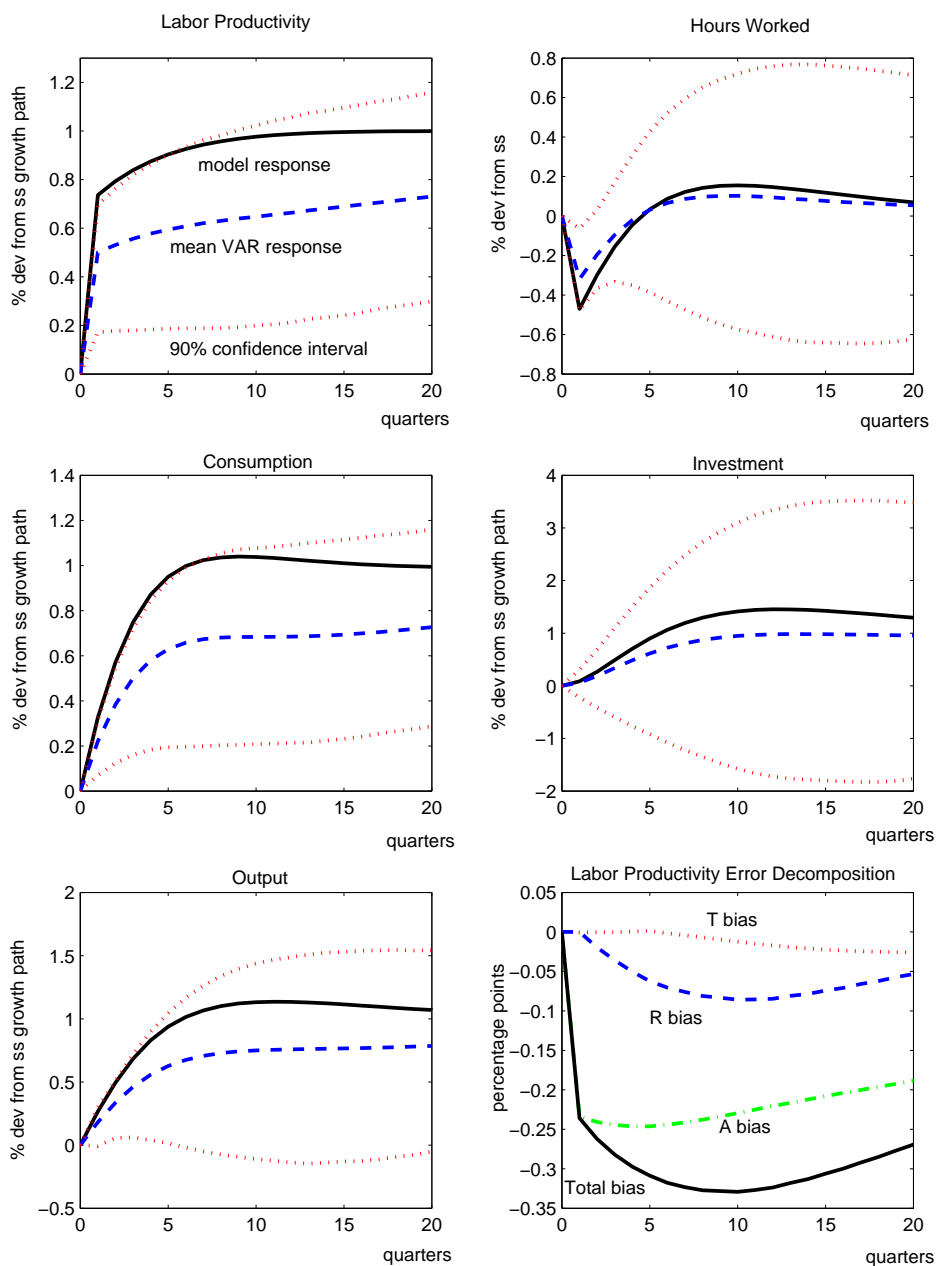 Labor Productivity
% dev from ss growth path
1
0.8
0.6
0.4
0.2
0
model response
mean VAR response
90% confidence interval
0 5 10 15 20
quarters
Hours Worked
% dev from ss
0.8
0.6
0.4
0.2
0
−0.2
−0.4
−0.6
−0.8
0 5 10 15 20
quarters
Consumption
% dev from ss growth path
1.4
1.2
1
0.8
0.6
0.4
0.2
0
0 5 10 15 20
quarters
Investment
% dev from ss growth path
4
3
2
1
0
−1
−2
0 5 10 15 20
quarters
Output
% dev from ss growth path
2
1.5
1
0.5
0
−0.5
0 5 10 15 20
quarters
Labor Productivity Error Decomposition
percentage points
0.05
0
−0.05
−0.1
−0.15
−0.2
−0.25
−0.3
−0.35
T bias
R bias
A bias
Total bias
0 5 10 15 20
quarters